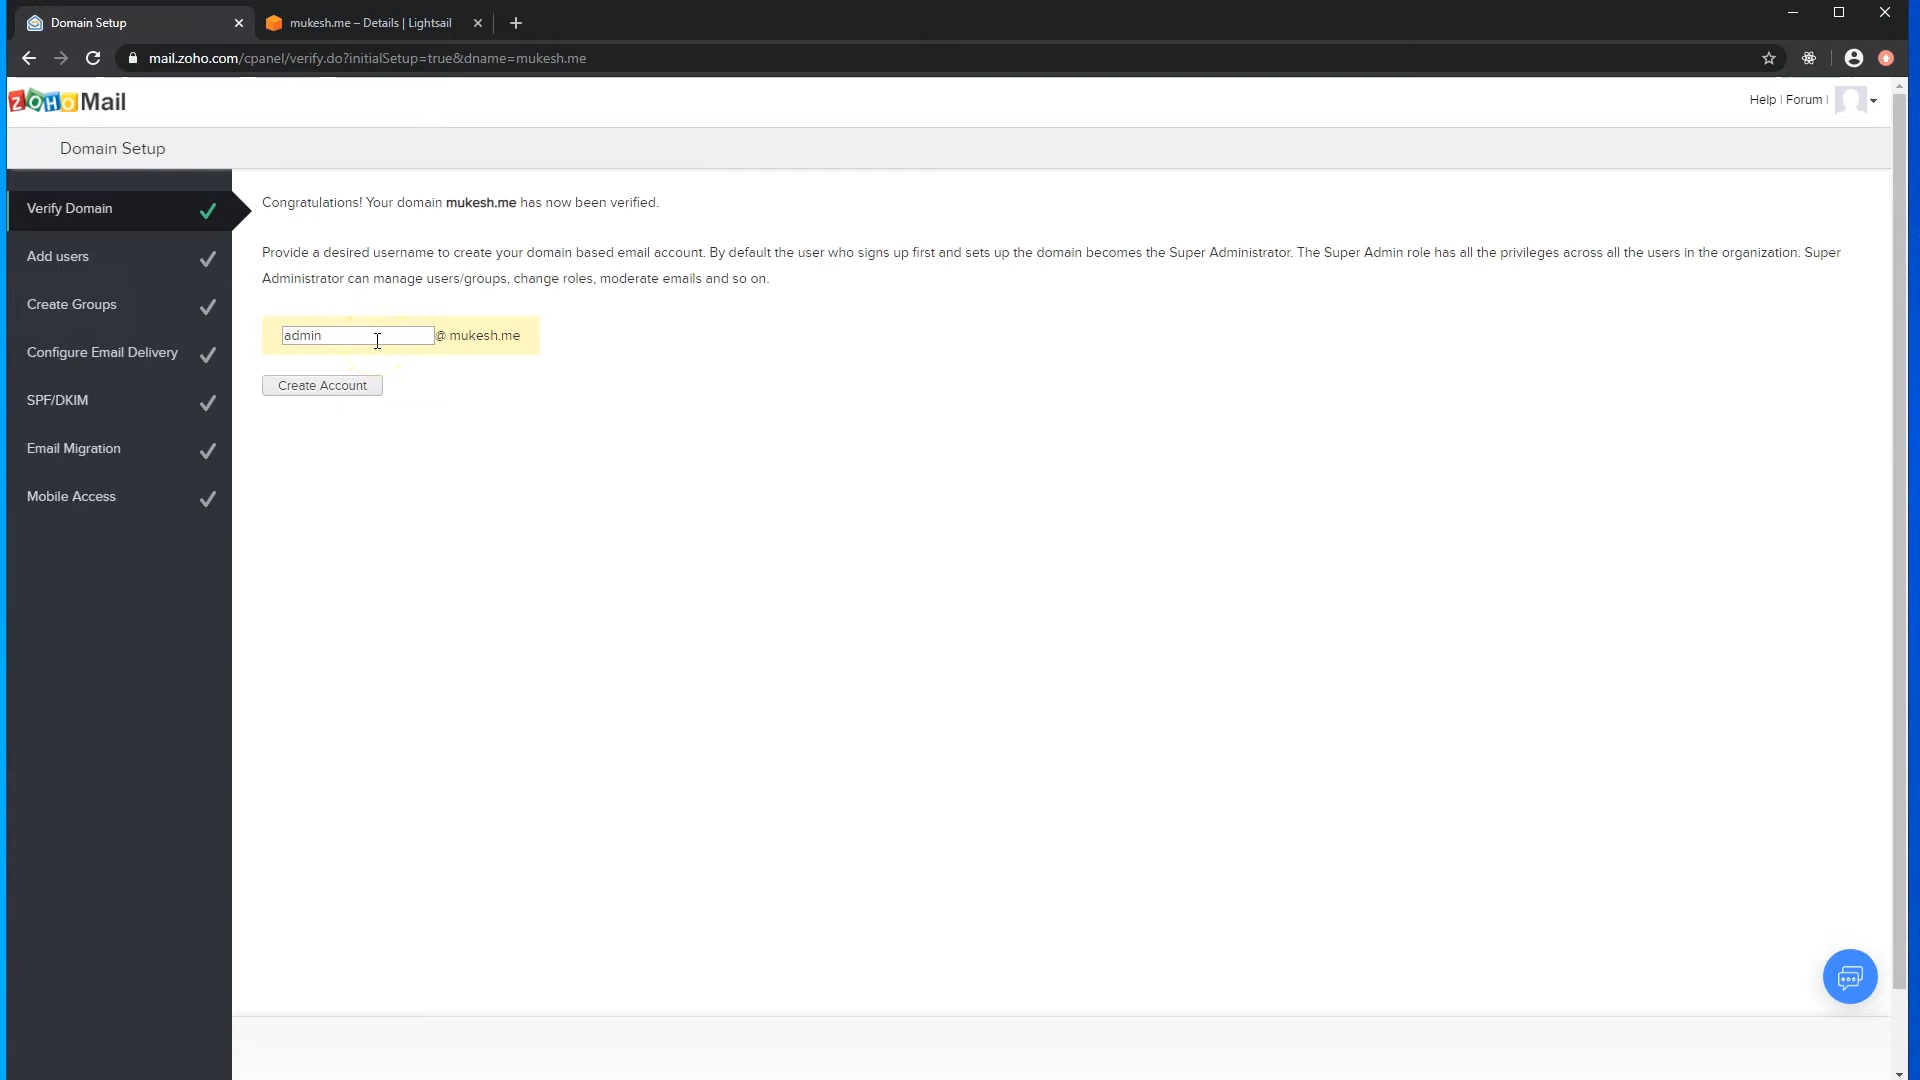 Domain Setup
mukesh.me – Details | Lightsail
mail.zoho.com/cpanel/verify.do?initialSetup=true&dname=mukesh.me
ZOHO Mail
Help | Forum |
Domain Setup
Verify Domain
Add users
Create Groups
Configure Email Delivery
SPF/DKIM
Email Migration
Mobile Access
Congratulations! Your domain mukesh.me has now been verified.
Provide a desired username to create your domain based email account. By default the user who signs up first and sets up the domain becomes the Super Administrator. The Super Admin role has all the privileges across all the users in the organization. Super
Administrator can manage users/groups, change roles, moderate emails and so on.
admin @ mukesh.me
Create Account